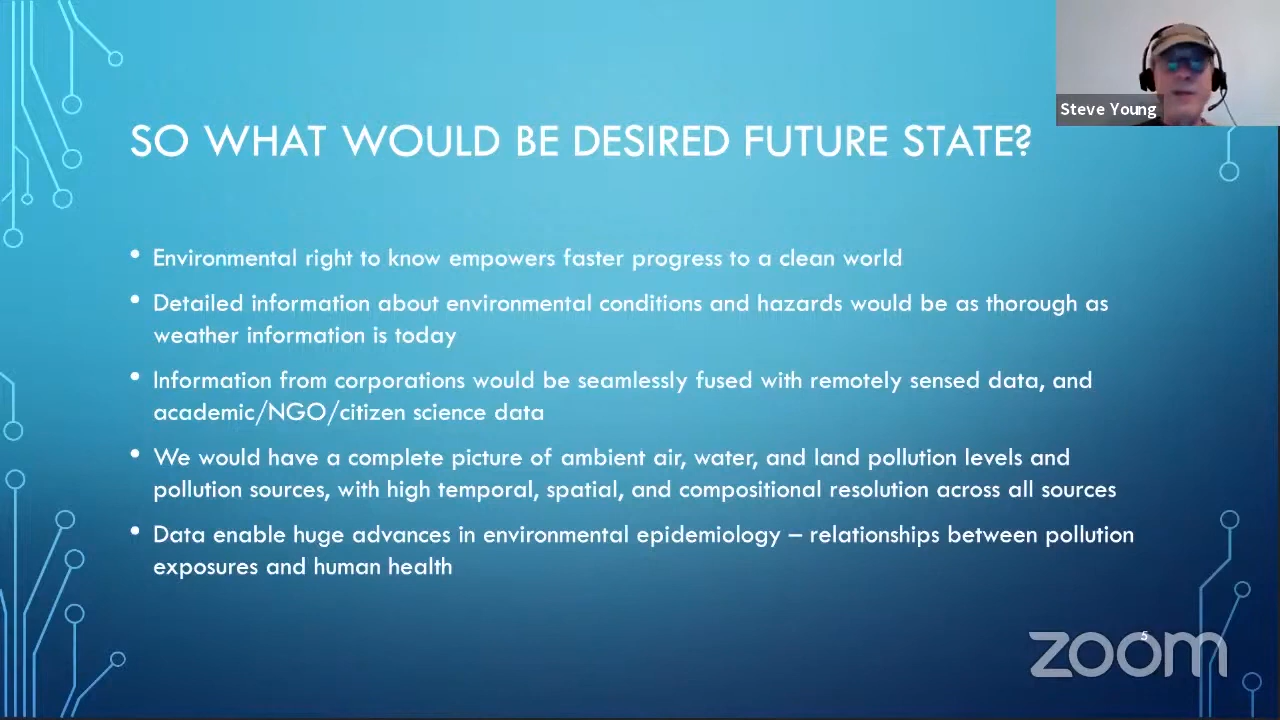 Steve Young
SO WHAT WOULD BE DESIRED FUTURE STATE?
• Environmental right to know empowers faster progress to a clean world
• Detailed information about environmental conditions and hazards would be as thorough as
weather information is today
• Information from corporations would be seamlessly fused with remotely sensed data, and
academic/NGO/citizen science data
• We would have a complete picture of ambient air, water, and land pollution levels and
pollution sources, with high temporal, spatial, and compositional resolution across all sources
• Data enable huge advances in environmental epidemiology – relationships between pollution
exposures and human health
5
zoom